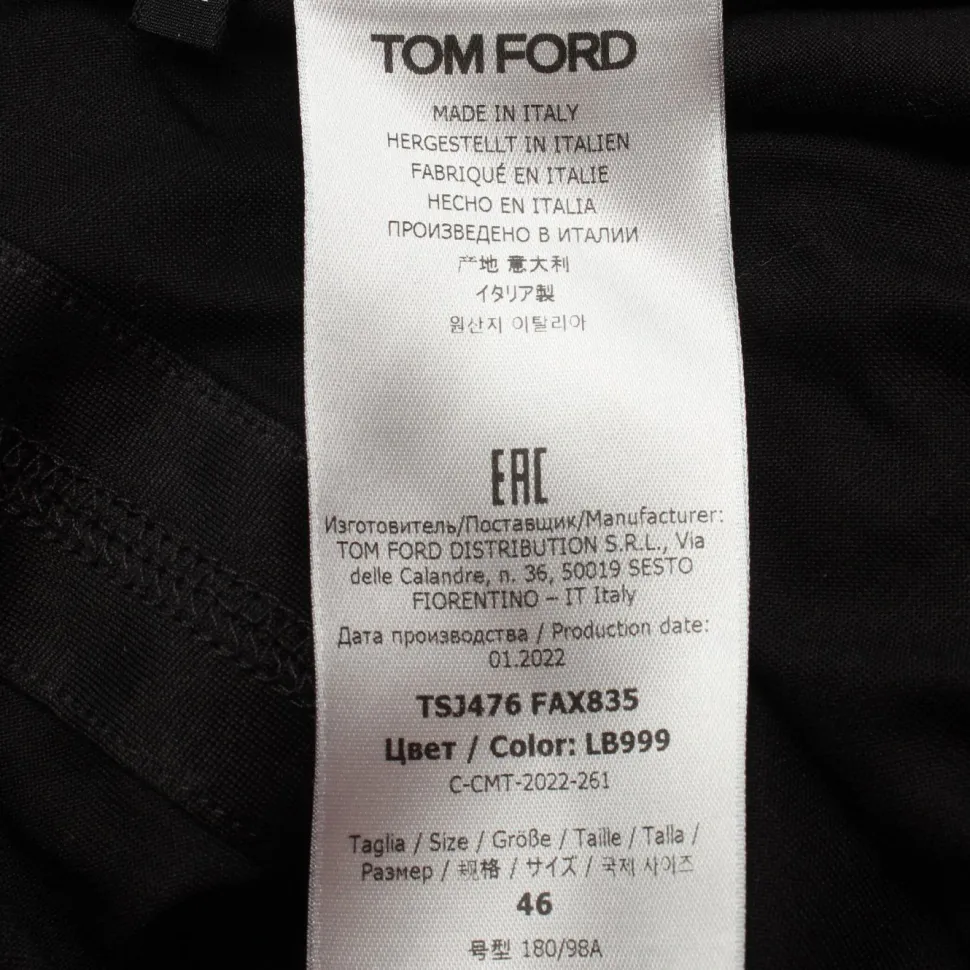 TOM FORD
MADE IN ITALY
HERGESTELLT IN ITALIEN
FABRIQUÉ EN ITALIE
HECHO EN ITALIA
ПРОИЗВЕДЕНО В ИТАЛИИ
产地 意大利
イタリア製
원산지 이탈리아
EAC
Изготовитель/Поставщик/Manufacturer:
TOM FORD DISTRIBUTION S.R.L., Via
delle Calandre, n. 36, 50019 SESTO
FIORENTINO – IT Italy
Дата производства / Production date:
01.2022
TSJ476 FAX835
Цвет / Color: LB999
C-CMT-2022-261
Taglia / Size / Größe / Taille / Talla /
Размер / 规格 / サイズ / 국제 사이즈
46
号型 180/98A